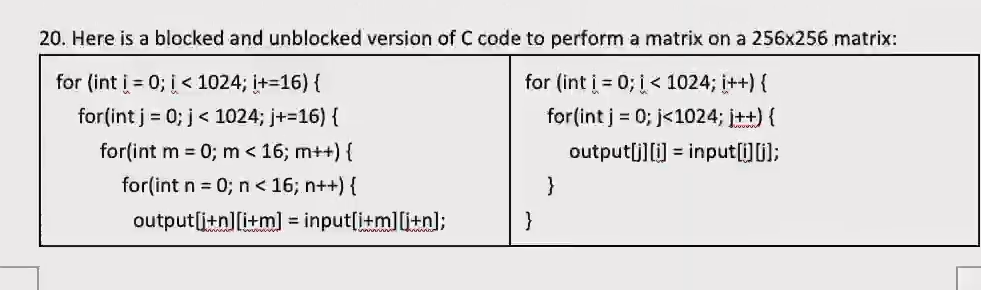 20. Here is a blocked and unblocked version of C code to perform a matrix on a 256x256 matrix:
for (int i = 0; i < 1024; i+=16) {
for(int j = 0; j < 1024; j+=16) {
for(int m = 0; m < 16; m++) {
for(int n = 0; n < 16; n++) {
output[j+n][i+m] = input[i+m][j+n];
for (int i = 0; i < 1024; i++) {
for(int j = 0; j<1024; j++) {
output[j][i] = input[i][j];
}
}